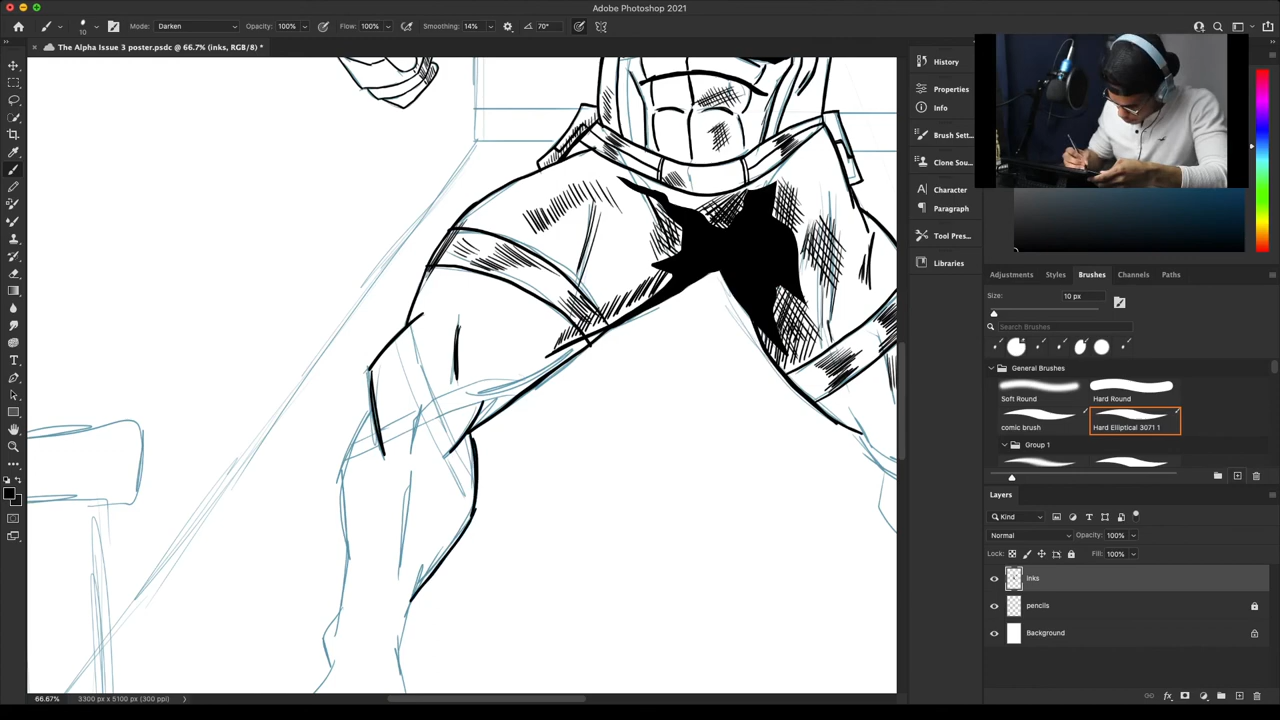 Adobe Photoshop 2021
10
Mode: Darken
Opacity: 100%
Flow: 100%
Smoothing: 14%
70°
The Alpha Issue 3 poster.psdc @ 66.7% (inks, RGB/8) *
History
Properties
Info
Brush Sett...
Clone Sou...
Character
Paragraph
Tool Pres...
Libraries
Adjustments
Styles
Brushes
Channels
Paths
Size:
10 px
Search Brushes
General Brushes
Soft Round
Hard Round
comic brush
Hard Elliptical 3071 1
Group 1
Layers
Kind
Normal
Opacity: 100%
Lock:
Fill: 100%
inks
pencils
Background
66.67%
3300 px x 5100 px (300 ppi)
fx